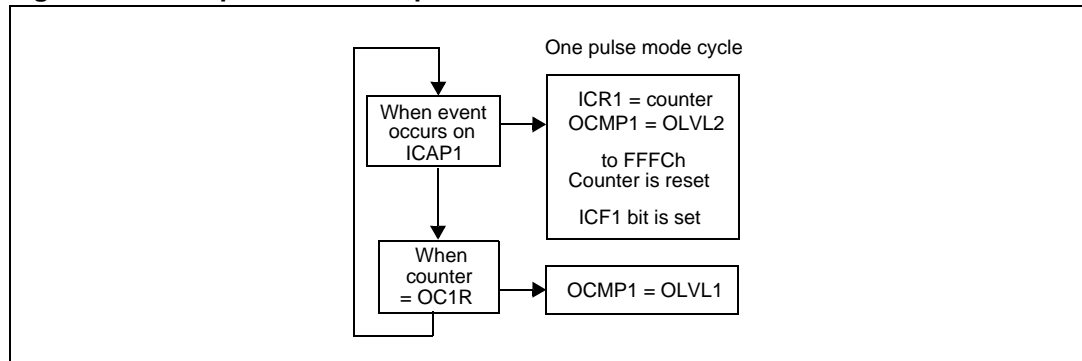 One pulse mode cycle
When event
occurs on
ICAP1
ICR1 = counter
OCMP1 = OLVL2
to FFFCh
Counter is reset
ICF1 bit is set
When
counter
= OC1R
OCMP1 = OLVL1